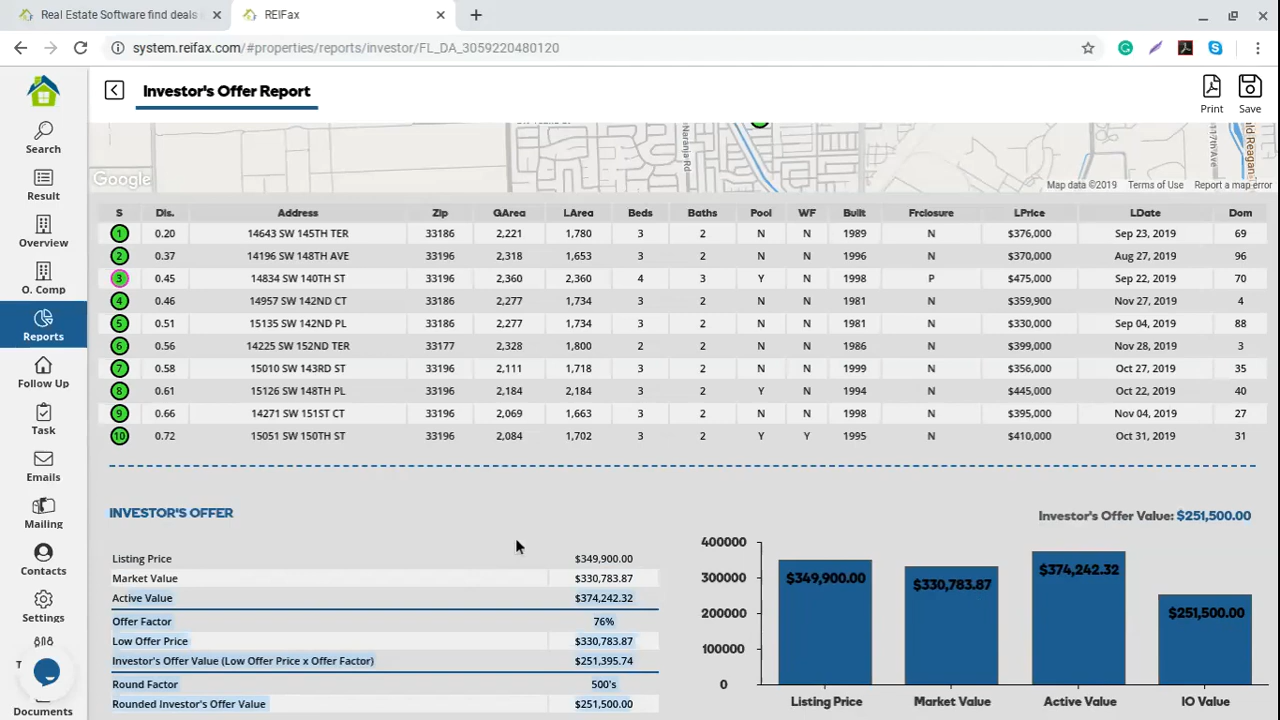 Real Estate Software find deals
REIFax
system.reifax.com/#properties/reports/investor/FL_DA_3059220480120
Investor's Offer Report
Print
Save
Search
Result
Overview
O. Comp
Reports
Follow Up
Task
Emails
Mailing
Contacts
Settings
Documents
Naranja Rd
117th Ave
Google
Map data ©2019 Terms of Use Report a map error
S Dis. Address Zip GArea LArea Beds Baths Pool WF Built Frclosure LPrice LDate Dom
1 0.20 14643 SW 145TH TER 33186 2,221 1,780 3 2 N N 1989 N $376,000 Sep 23, 2019 69
2 0.37 14196 SW 148TH AVE 33196 2,318 1,653 3 2 N N 1996 N $370,000 Aug 27, 2019 96
3 0.45 14834 SW 140TH ST 33196 2,360 2,360 4 3 Y N 1998 P $475,000 Sep 22, 2019 70
4 0.46 14957 SW 142ND CT 33186 2,277 1,734 3 2 N N 1981 N $359,900 Nov 27, 2019 4
5 0.51 15135 SW 142ND PL 33186 2,277 1,734 3 2 N N 1981 N $330,000 Sep 04, 2019 88
6 0.56 14225 SW 152ND TER 33177 2,328 1,800 2 2 N N 1986 N $399,000 Nov 28, 2019 3
7 0.58 15010 SW 143RD ST 33196 2,111 1,718 3 2 N N 1999 N $356,000 Oct 27, 2019 35
8 0.61 15126 SW 148TH PL 33196 2,184 2,184 3 2 Y N 1994 N $445,000 Oct 22, 2019 40
9 0.66 14271 SW 151ST CT 33196 2,069 1,663 3 2 N N 1998 N $395,000 Nov 04, 2019 27
10 0.72 15051 SW 150TH ST 33196 2,084 1,702 3 2 Y Y 1995 N $410,000 Oct 31, 2019 31
INVESTOR'S OFFER
Investor's Offer Value: $251,500.00
Listing Price $349,900.00
Market Value $330,783.87
Active Value $374,242.32
Offer Factor 76%
Low Offer Price $330,783.87
Investor's Offer Value (Low Offer Price x Offer Factor) $251,395.74
Round Factor 500's
Rounded Investor's Offer Value $251,500.00
400000
300000
200000
100000
0
$349,900.00 $330,783.87 $374,242.32 $251,500.00
Listing Price Market Value Active Value IO Value